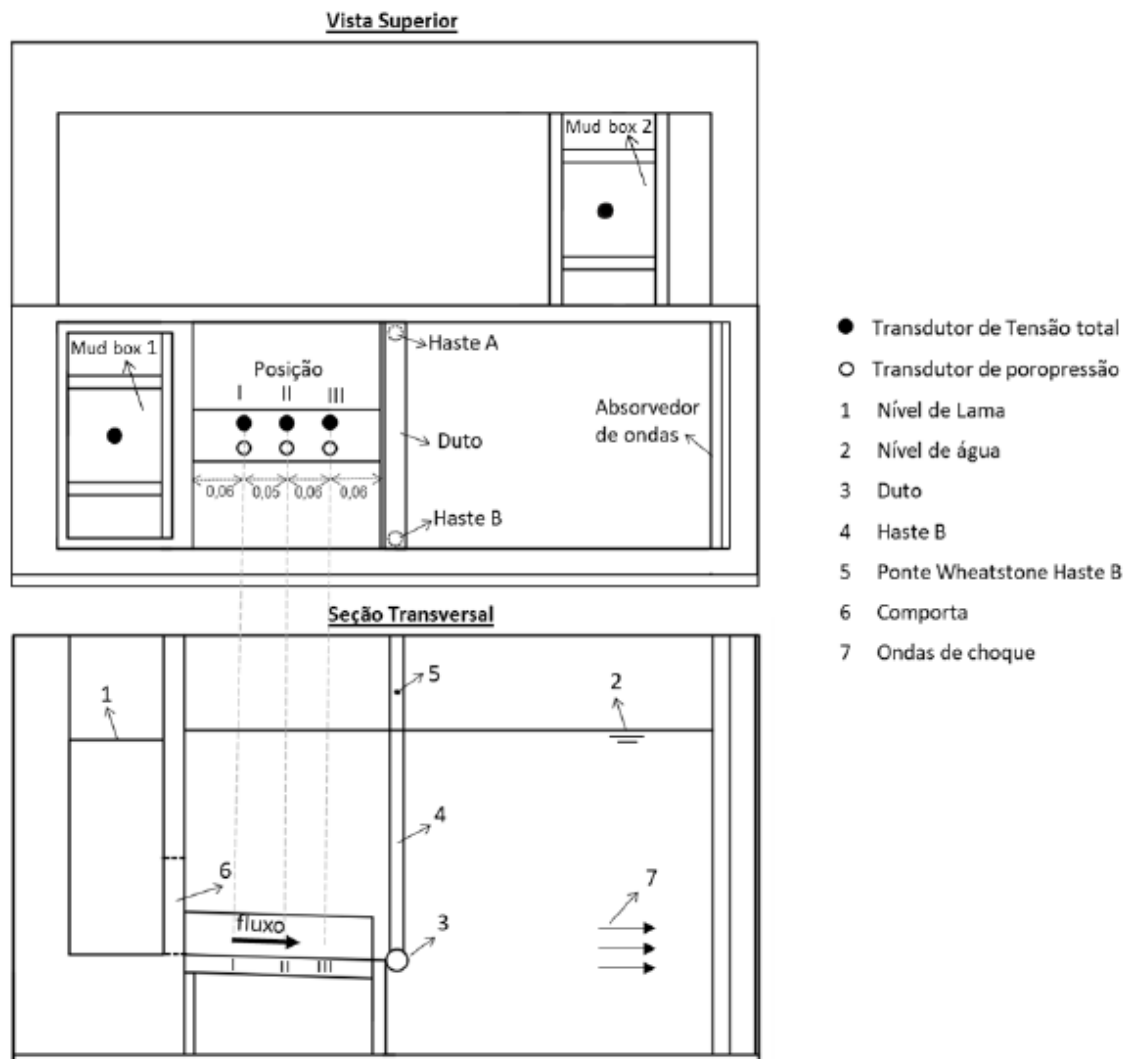 Vista Superior
Mud box 2
Mud box 1
Posição
I II III
Haste A
Duto
Haste B
Absorvedor
de ondas
0,06 0,05 0,06 0,06
Transdutor de Tensão total
Transdutor de poropressão
1 Nível de Lama
2 Nível de água
3 Duto
4 Haste B
5 Ponte Wheatstone Haste B
6 Comporta
7 Ondas de choque
Seção Transversal
1
5
2
4
6
7
fluxo
3
I II III